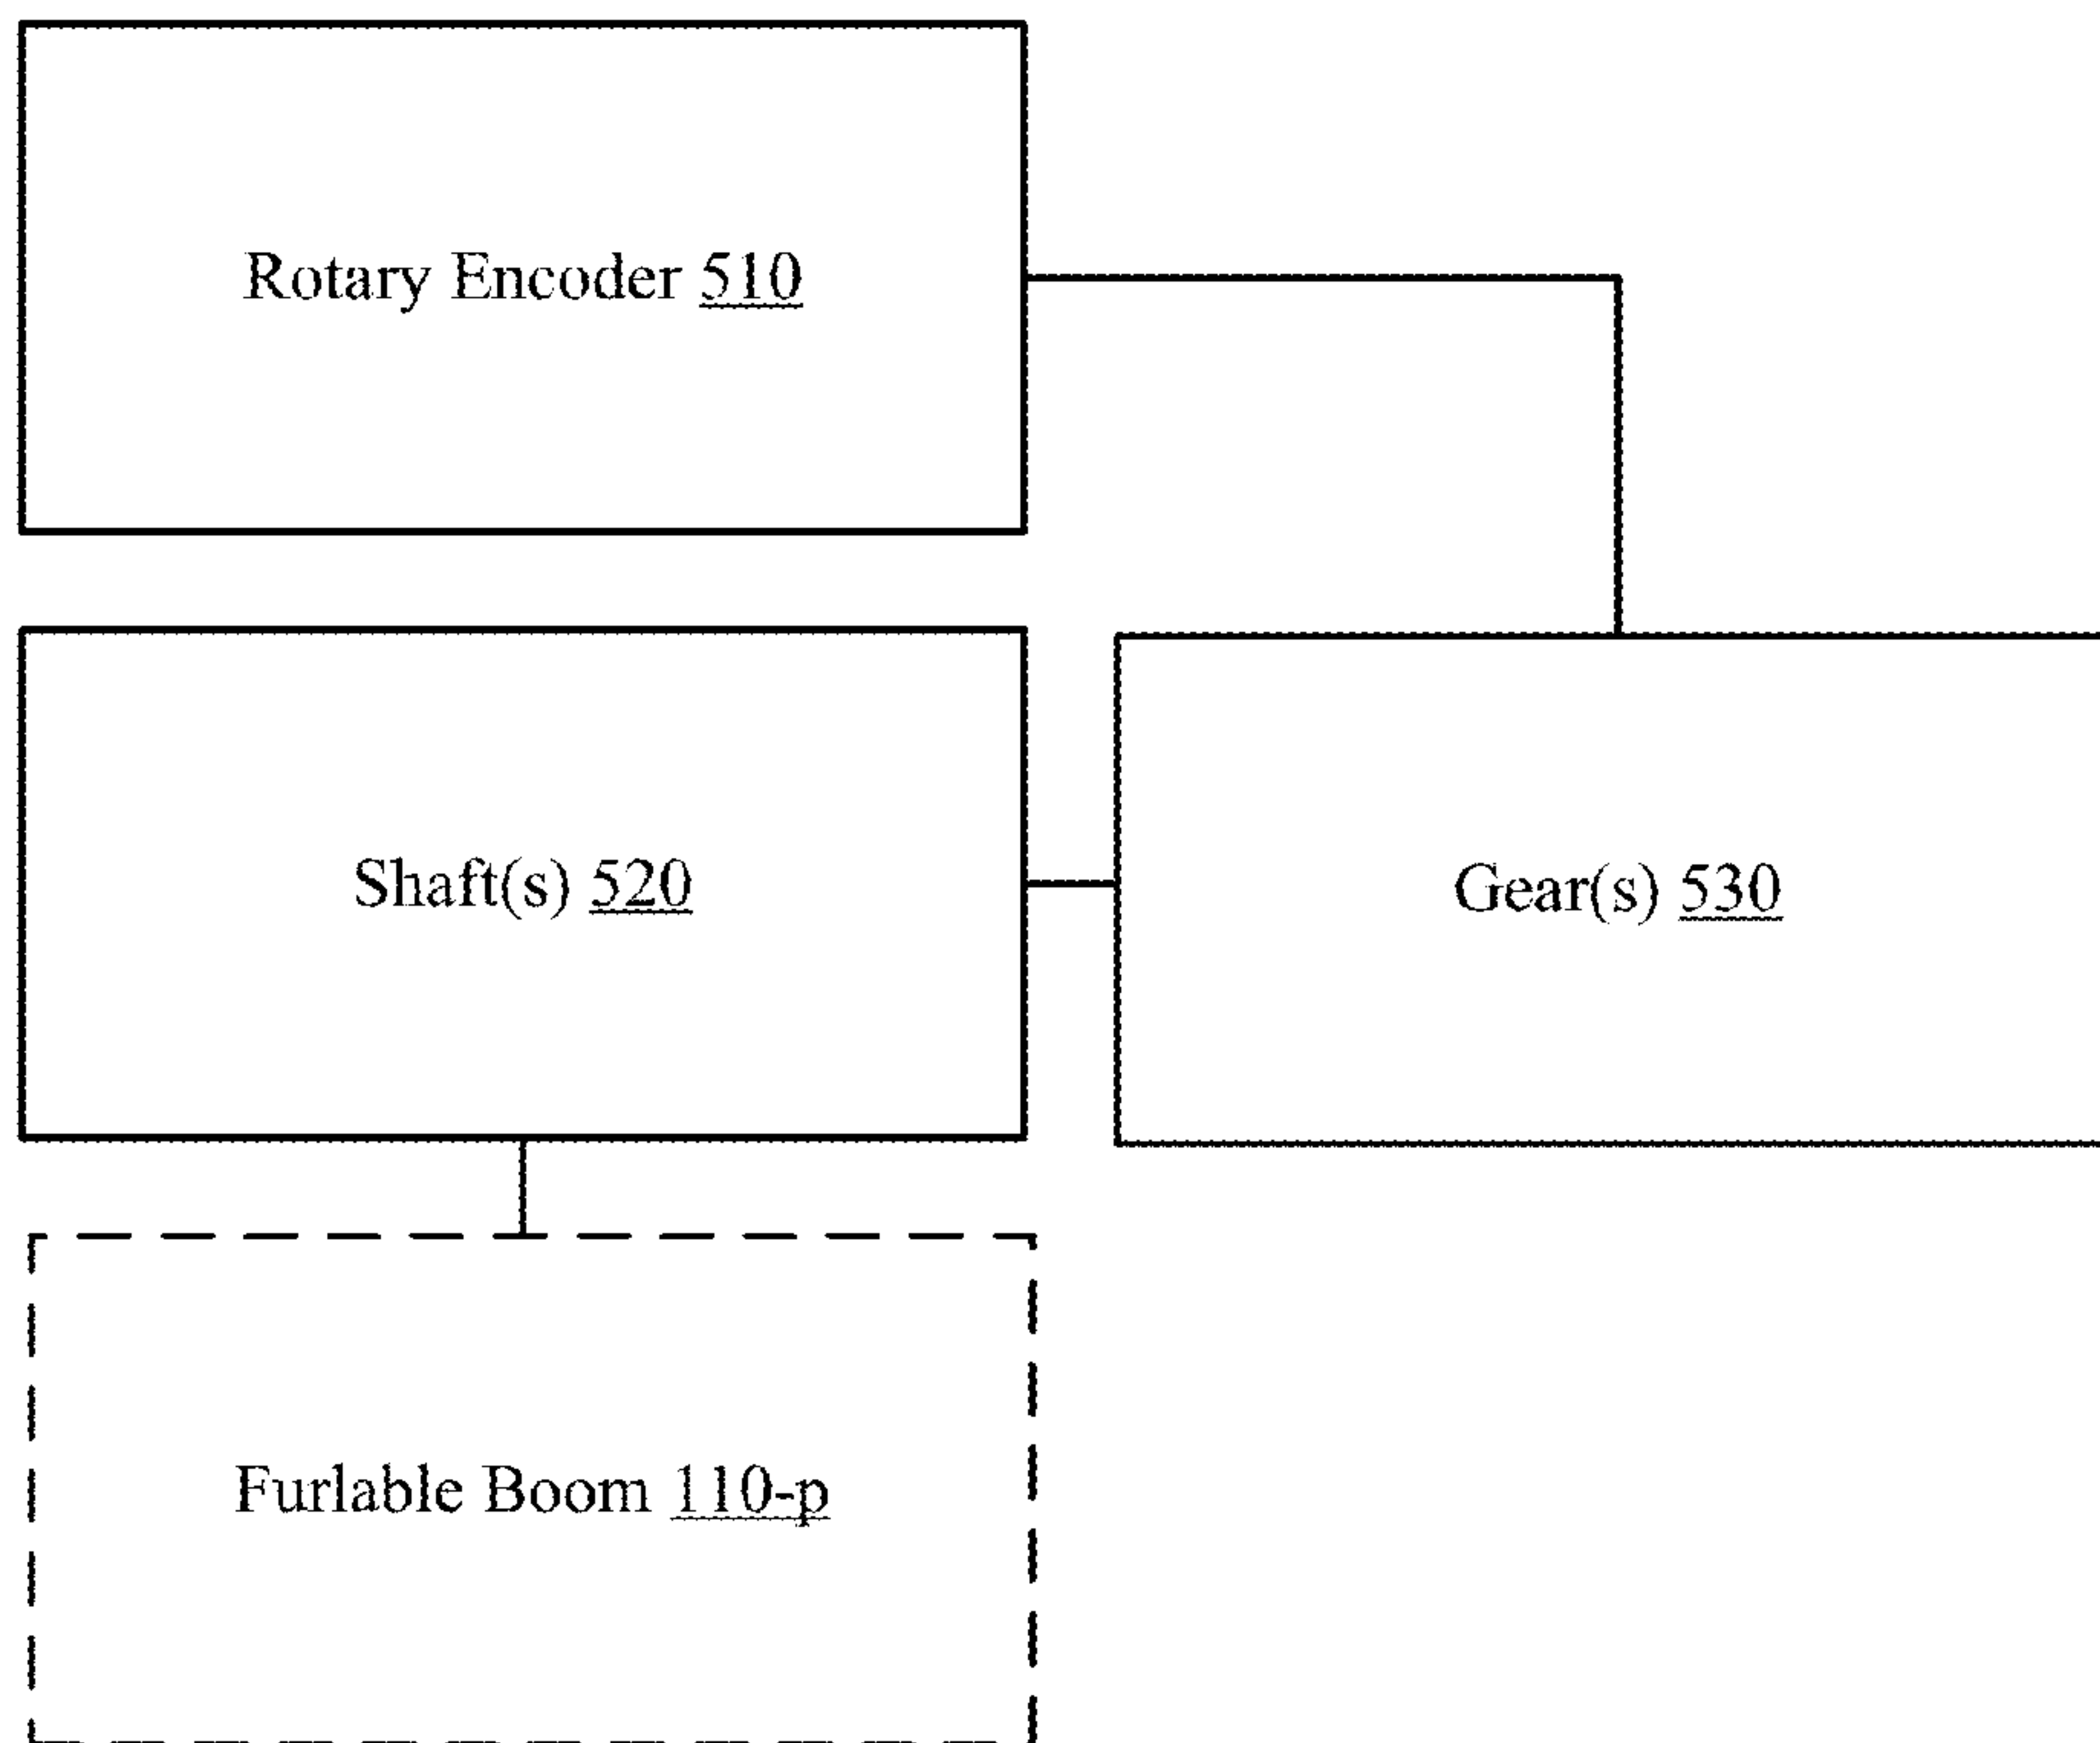 Rotary Encoder 510
Shaft(s) 520
Gear(s) 530
Furlable Boom 110-p